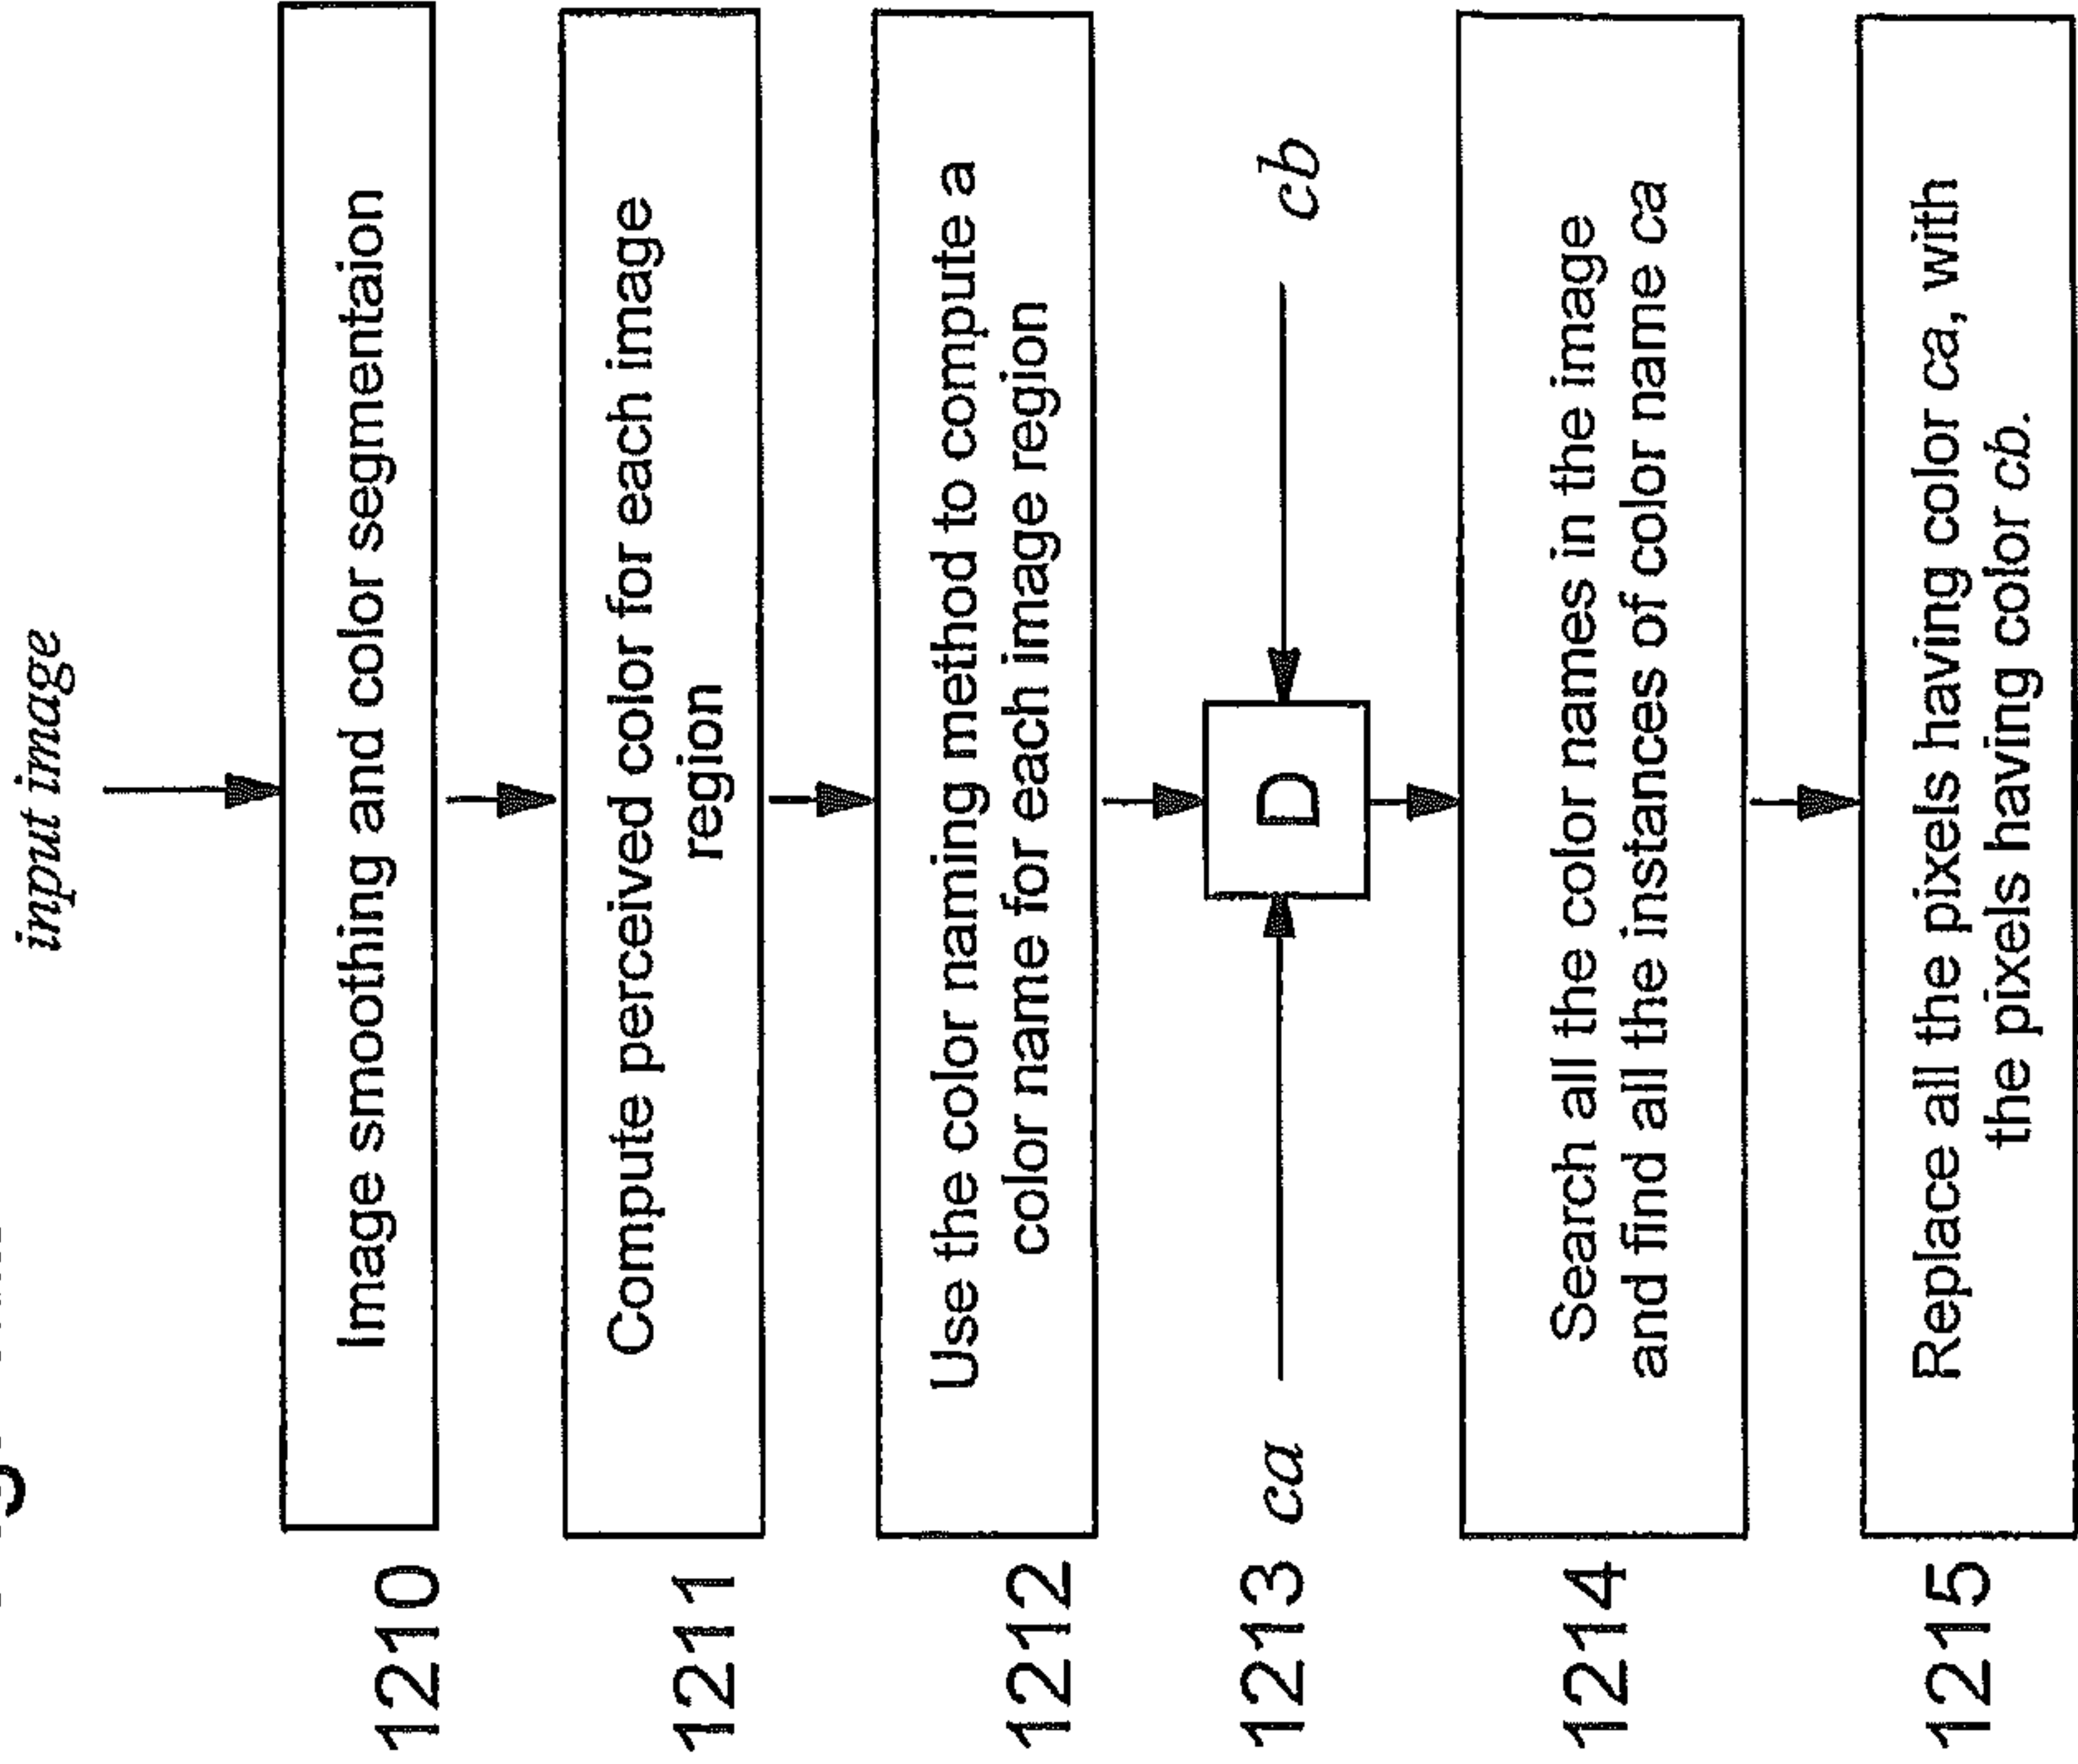 input image
1210
Image smoothing and color segmentaion
1211
Compute perceived color for each image
region
1212
Use the color naming method to compute a
color name for each image region
1213 ca
D
cb
1214
Search all the color names in the image
and find all the instances of color name ca
1215
Replace all the pixels having color ca, with
the pixels having color cb.